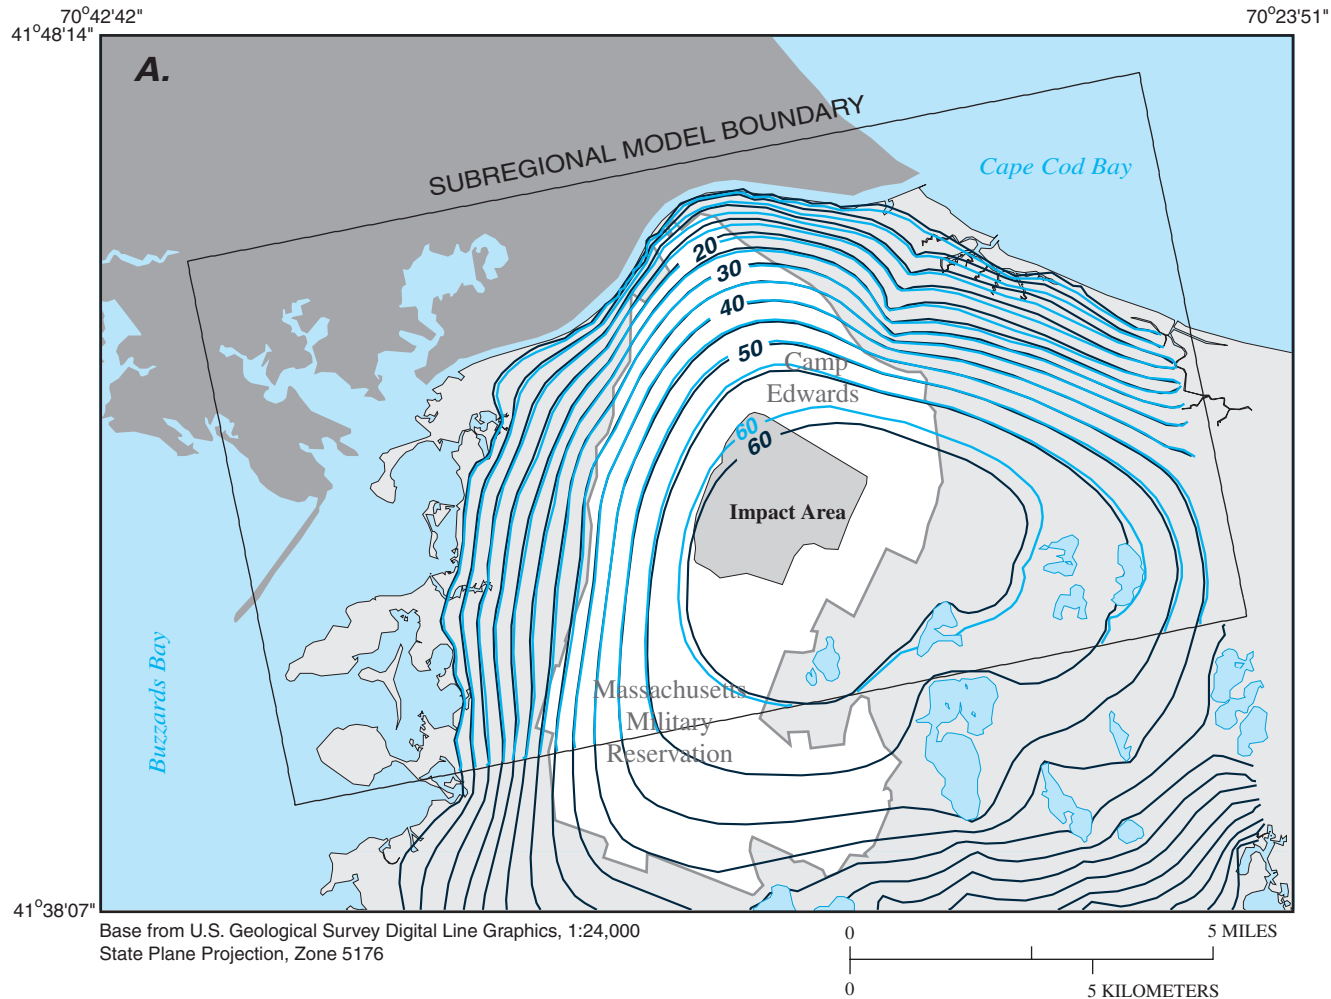 70°42'42"
70°23'51"
41°48'14"
A.
SUBREGIONAL MODEL BOUNDARY
Cape Cod Bay
20
30
40
50
Camp
Edwards
60
60
Impact Area
Buzzards Bay
Massachusetts
Military
Reservation
41°38'07"
Base from U.S. Geological Survey Digital Line Graphics, 1:24,000
State Plane Projection, Zone 5176
0
5 MILES
0
5 KILOMETERS